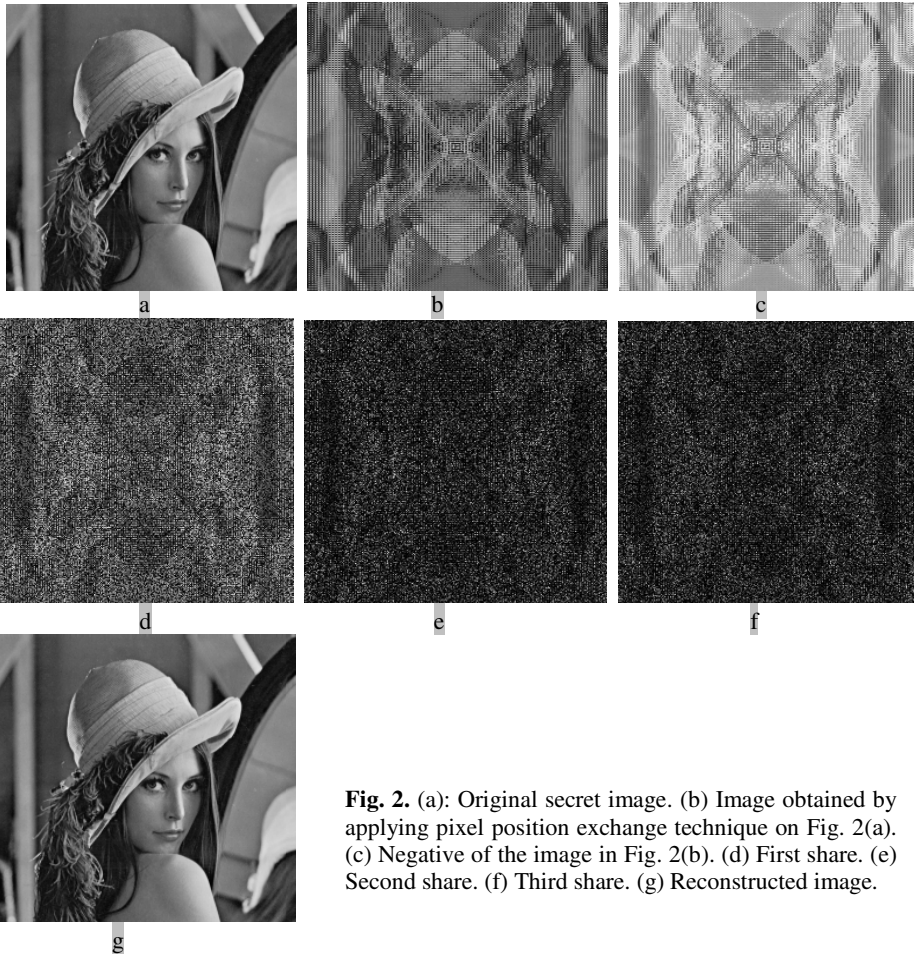 a
b
c
d
e
f
g
Fig. 2. (a): Original secret image. (b) Image obtained by
applying pixel position exchange technique on Fig. 2(a).
(c) Negative of the image in Fig. 2(b). (d) First share. (e)
Second share. (f) Third share. (g) Reconstructed image.